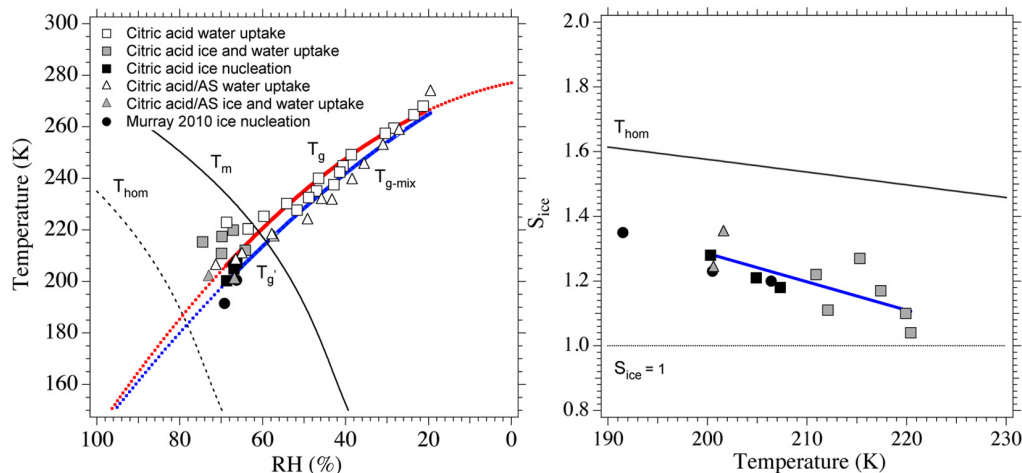 300
280
260
240
220
200
180
160
Temperature (K)
100
80
60
40
20
0
RH (%)
Citric acid water uptake
Citric acid ice and water uptake
Citric acid ice nucleation
Citric acid/AS water uptake
Citric acid/AS ice and water uptake
Murray 2010 ice nucleation
Tm
Tg
Thom
Tg-mix
Tg'
2.0
1.8
1.6
1.4
1.2
1.0
0.8
Sice
Thom
Sice = 1
190
200
210
220
230
Temperature (K)